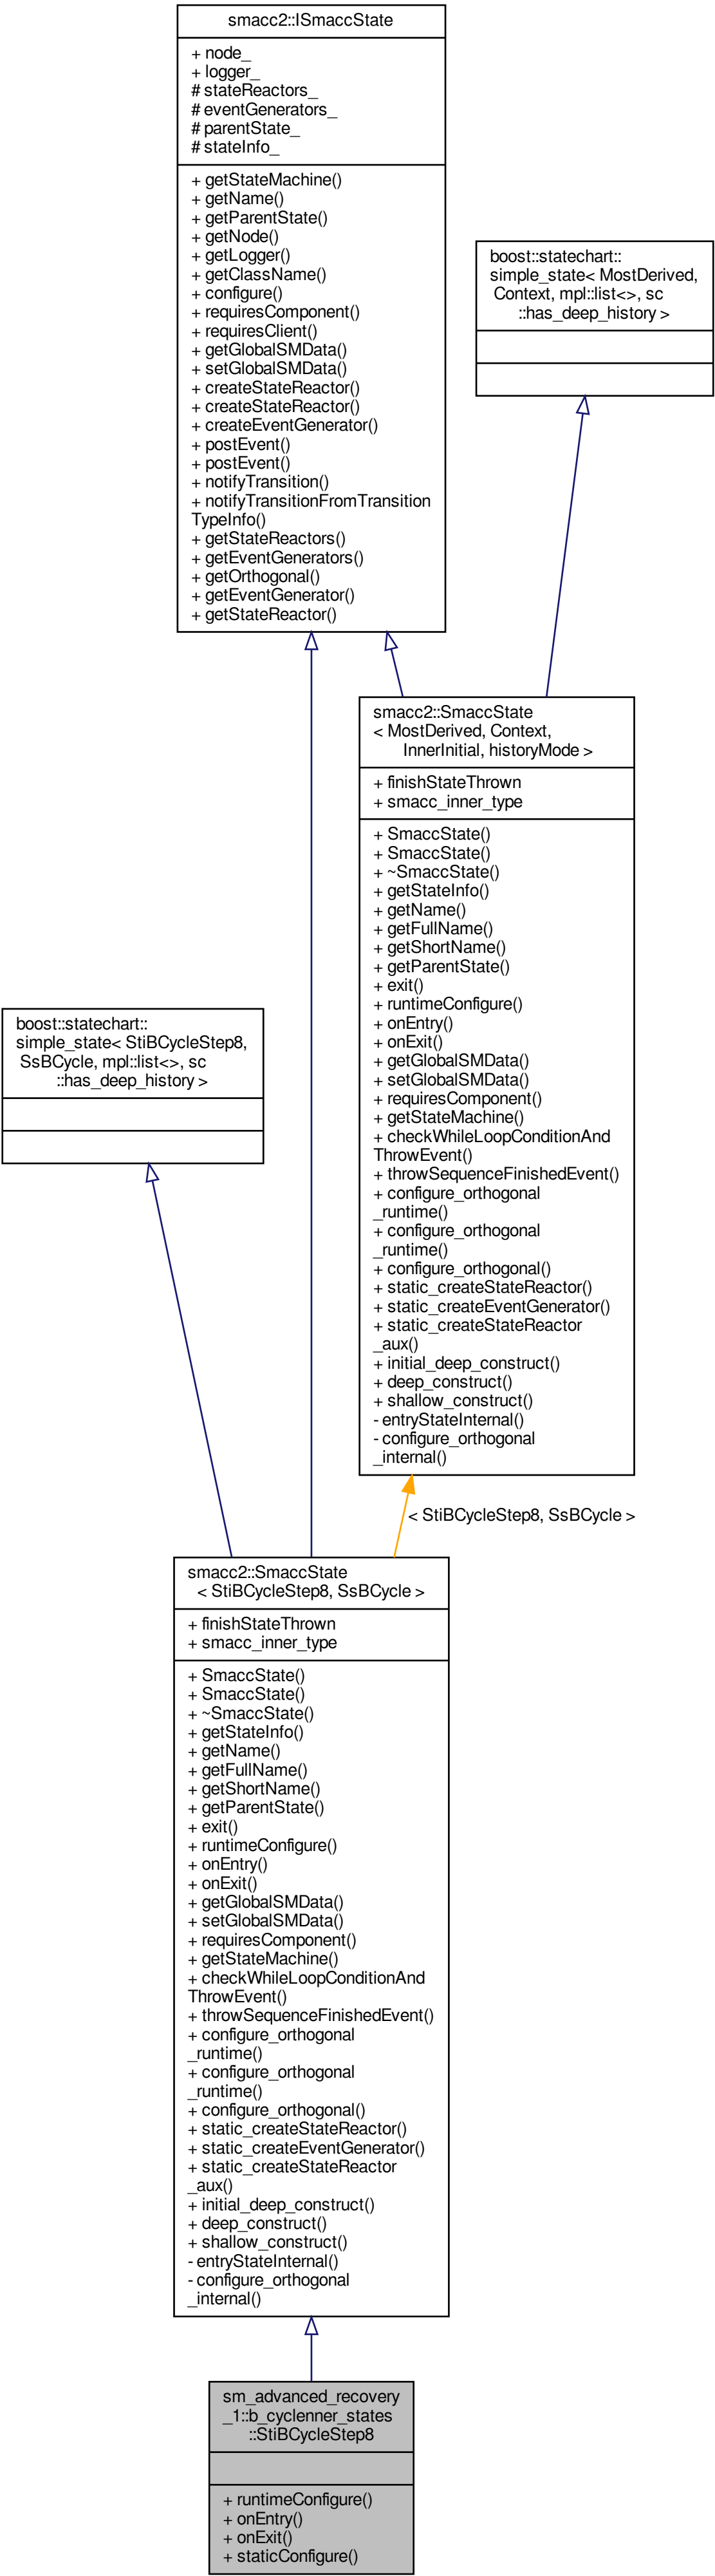 smacc2::ISmaccState
+ node_
+ logger_
# stateReactors_
# eventGenerators_
# parentState_
# stateInfo_
+ getStateMachine()
+ getName()
+ getParentState()
+ getNode()
+ getLogger()
+ getClassName()
+ configure()
+ requiresComponent()
+ requiresClient()
+ getGlobalSMData()
+ setGlobalSMData()
+ createStateReactor()
+ createStateReactor()
+ createEventGenerator()
+ postEvent()
+ postEvent()
+ notifyTransition()
+ notifyTransitionFromTransition
TypeInfo()
+ getStateReactors()
+ getEventGenerators()
+ getOrthogonal()
+ getEventGenerator()
+ getStateReactor()
boost::statechart::
simple_state< MostDerived,
Context, mpl::list<>, sc
::has_deep_history >
smacc2::SmaccState
< MostDerived, Context,
InnerInitial, historyMode >
+ finishStateThrown
+ smacc_inner_type
+ SmaccState()
+ SmaccState()
+ ~SmaccState()
+ getStateInfo()
+ getName()
+ getFullName()
+ getShortName()
+ getParentState()
+ exit()
+ runtimeConfigure()
+ onEntry()
+ onExit()
+ getGlobalSMData()
+ setGlobalSMData()
+ requiresComponent()
+ getStateMachine()
+ checkWhileLoopConditionAnd
ThrowEvent()
+ throwSequenceFinishedEvent()
+ configure_orthogonal
_runtime()
+ configure_orthogonal
_runtime()
+ configure_orthogonal()
+ static_createStateReactor()
+ static_createEventGenerator()
+ static_createStateReactor
_aux()
+ initial_deep_construct()
+ deep_construct()
+ shallow_construct()
- entryStateInternal()
- configure_orthogonal
_internal()
boost::statechart::
simple_state< StiBCycleStep8,
SsBCycle, mpl::list<>, sc
::has_deep_history >
< StiBCycleStep8, SsBCycle >
smacc2::SmaccState
< StiBCycleStep8, SsBCycle >
+ finishStateThrown
+ smacc_inner_type
+ SmaccState()
+ SmaccState()
+ ~SmaccState()
+ getStateInfo()
+ getName()
+ getFullName()
+ getShortName()
+ getParentState()
+ exit()
+ runtimeConfigure()
+ onEntry()
+ onExit()
+ getGlobalSMData()
+ setGlobalSMData()
+ requiresComponent()
+ getStateMachine()
+ checkWhileLoopConditionAnd
ThrowEvent()
+ throwSequenceFinishedEvent()
+ configure_orthogonal
_runtime()
+ configure_orthogonal
_runtime()
+ configure_orthogonal()
+ static_createStateReactor()
+ static_createEventGenerator()
+ static_createStateReactor
_aux()
+ initial_deep_construct()
+ deep_construct()
+ shallow_construct()
- entryStateInternal()
- configure_orthogonal
_internal()
sm_advanced_recovery
_1::b_cyclenner_states
::StiBCycleStep8
+ runtimeConfigure()
+ onEntry()
+ onExit()
+ staticConfigure()